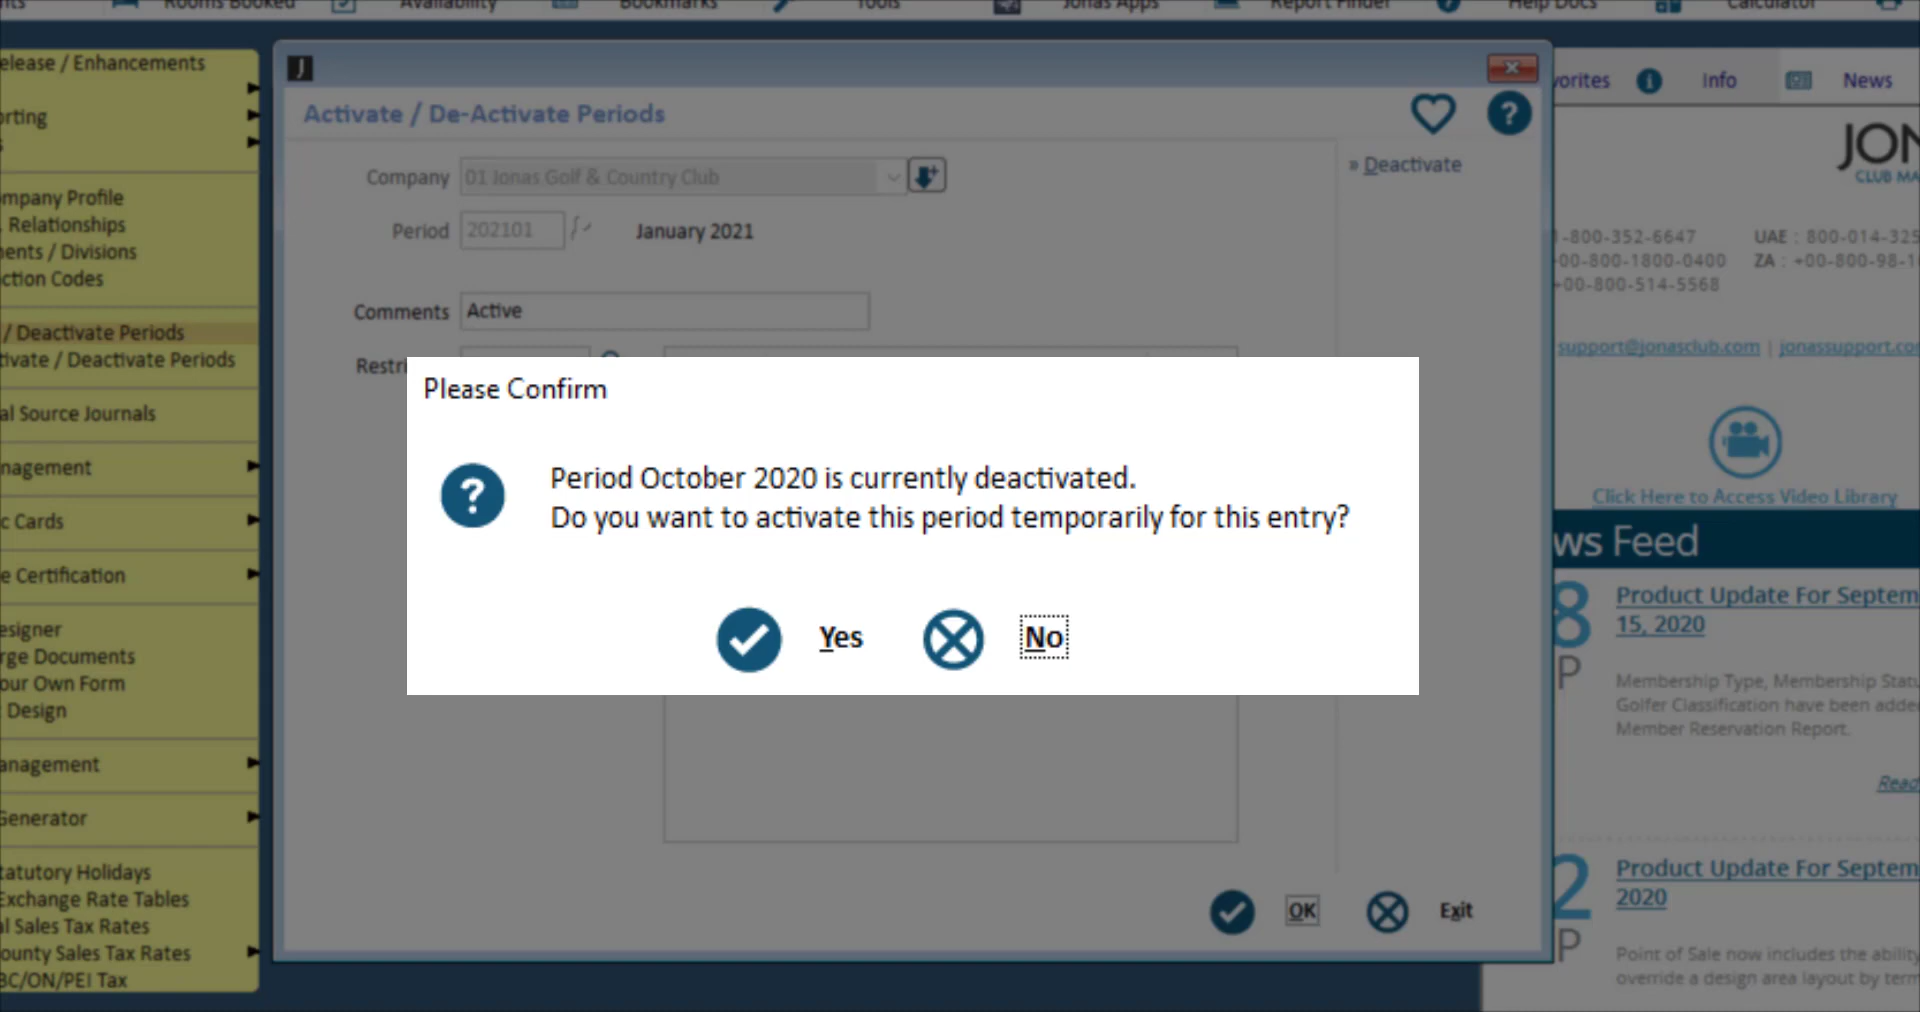 Rooms Booked
Availability
Bookmarks
Tools
Jonas Apps
Report Finder
Help Docs
Calculator
elease / Enhancements
orting
ompany Profile
Relationships
nents / Divisions
ction Codes
/ Deactivate Periods
tivate / Deactivate Periods
al Source Journals
nagement
c Cards
e Certification
esigner
rge Documents
our Own Form
Design
anagement
Generator
tatutory Holidays
Exchange Rate Tables
al Sales Tax Rates
ounty Sales Tax Rates
BC/ON/PEI Tax
J
Activate / De-Activate Periods
?
Company 01 Jonas Golf & Country Club
» Deactivate
Period 202101 January 2021
Comments Active
Restri
Please Confirm
?
Period October 2020 is currently deactivated.
Do you want to activate this period temporarily for this entry?
Yes No
OK Exit
vorites Info News
JON
CLUB MA
-800-352-6647 UAE : 800-014-325
00-800-1800-0400 ZA : +00-800-98-1
+00-800-514-5568
support@jonasclub.com | jonassupport.co
Click Here to Access Video Library
ws Feed
8
P
Product Update For Septem
15, 2020
Membership Type, Membership Statu
Golfer Classification have been adde
Member Reservation Report.
Read
2
P
Product Update For Septem
2020
Point of Sale now includes the ability
override a design area layout by term